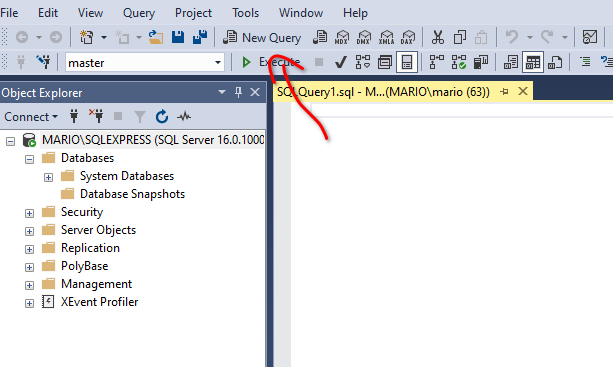 File Edit View Query Project Tools Window Help
New Query MDX DMX XMLA DAX
master Execute
Object Explorer
SQLQuery1.sql - M...(MARIO\mario (63))
Connect
MARIO\SQLEXPRESS (SQL Server 16.0.1000
Databases
System Databases
Database Snapshots
Security
Server Objects
Replication
PolyBase
Management
XEvent Profiler